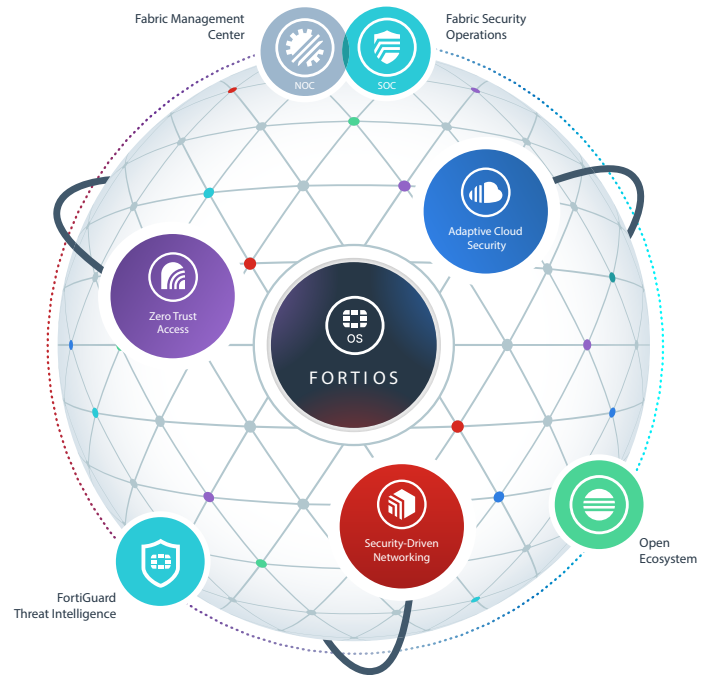 Fabric Management
Center
Fabric Security
Operations
NOC
SOC
Adaptive Cloud
Security
Zero Trust
Access
OS
FORTIOS
Security-Driven
Networking
Open
Ecosystem
FortiGuard
Threat Intelligence